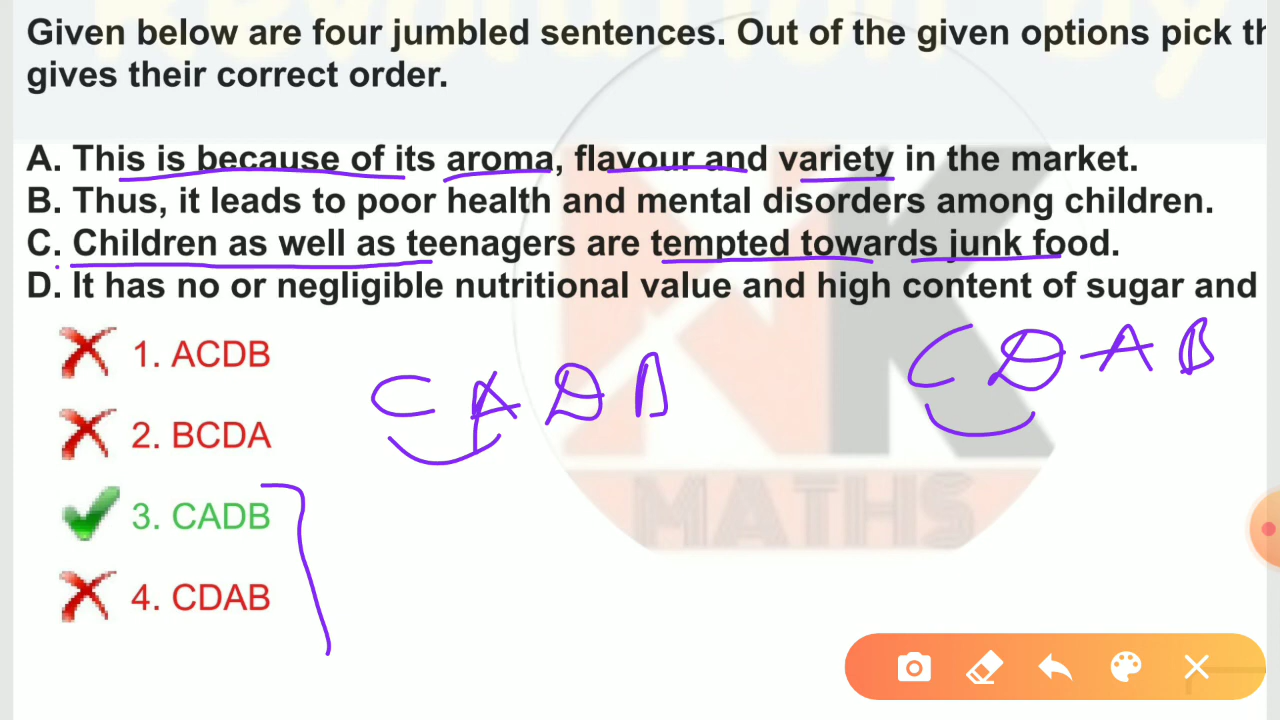 Given below are four jumbled sentences. Out of the given options pick th
gives their correct order.
A. This is because of its aroma, flavour and variety in the market.
B. Thus, it leads to poor health and mental disorders among children.
C. Children as well as teenagers are tempted towards junk food.
D. It has no or negligible nutritional value and high content of sugar and
1. ACDB
2. BCDA
3. CADB
4. CDAB
C A D B
C D A B
NK
MATHS